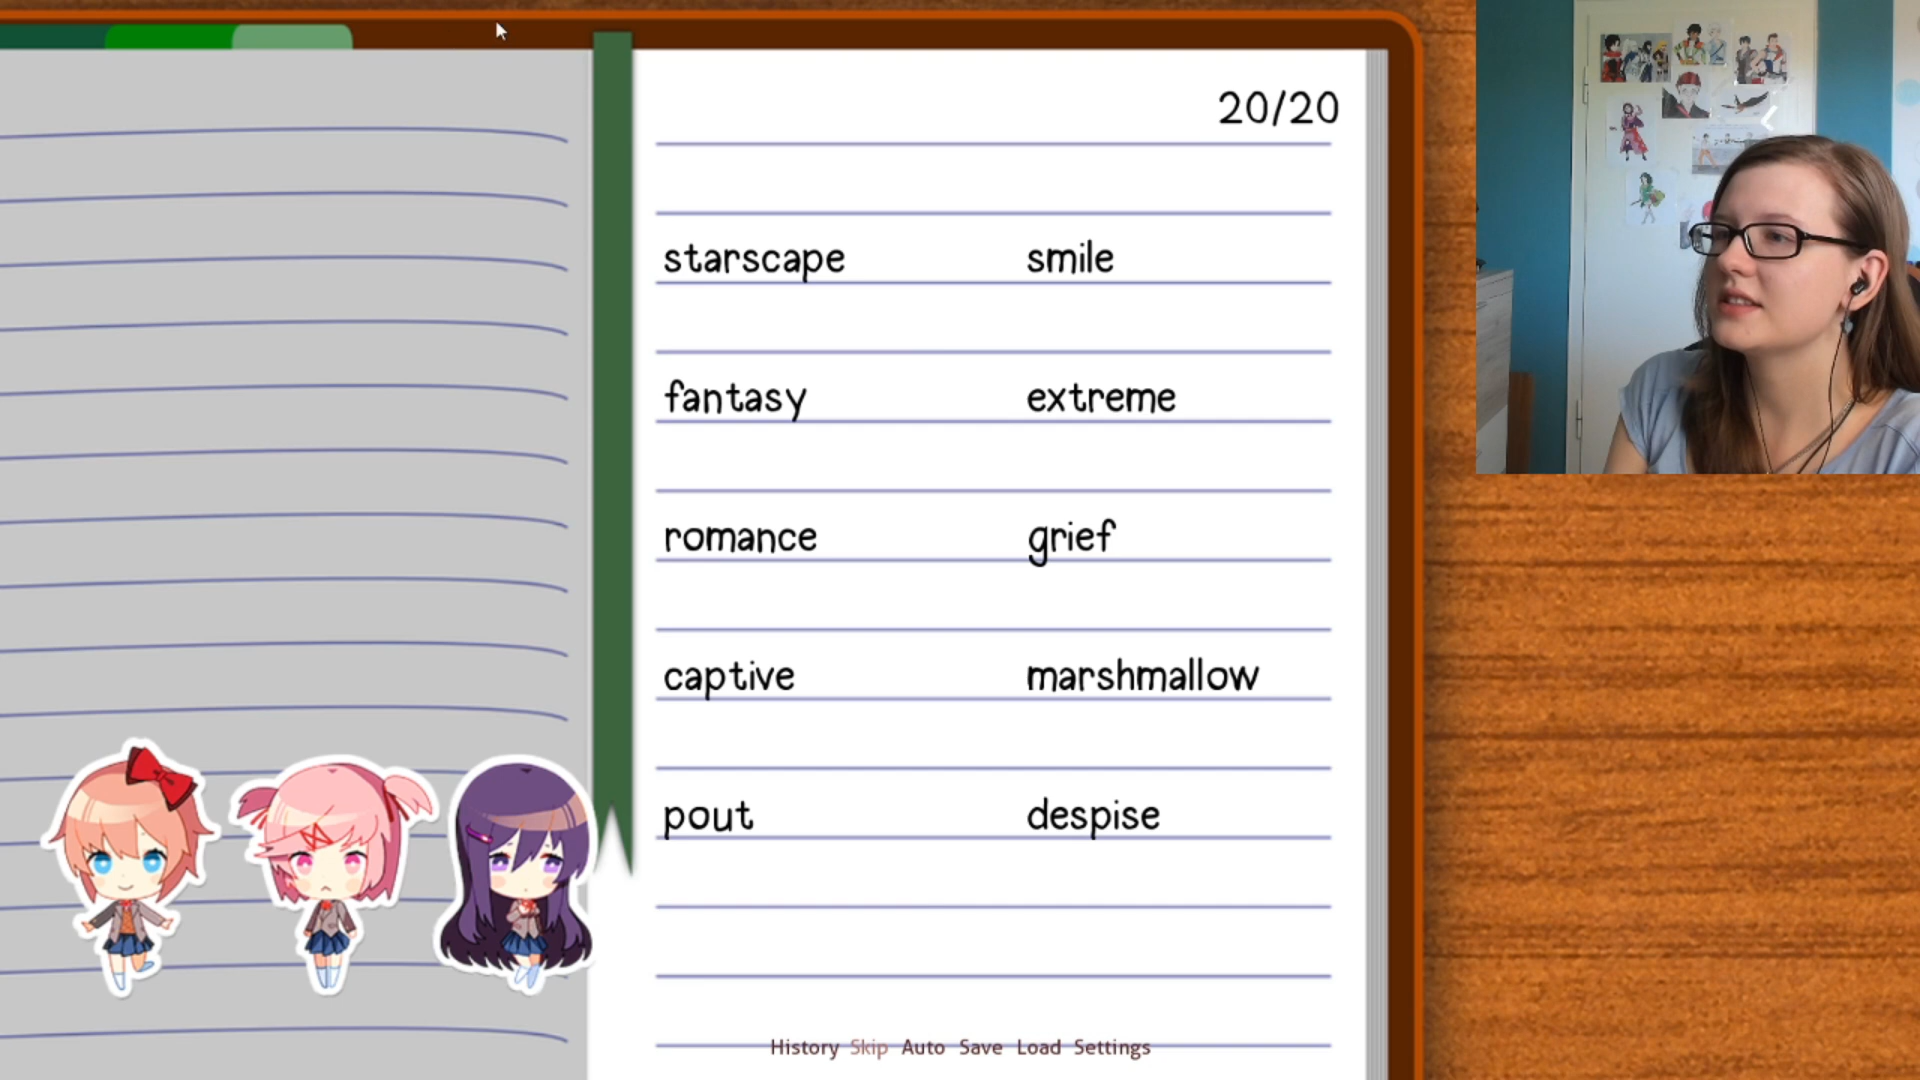 20/20
starscape smile
fantasy extreme
romance grief
captive marshmallow
pout despise
History Skip Auto Save Load Settings